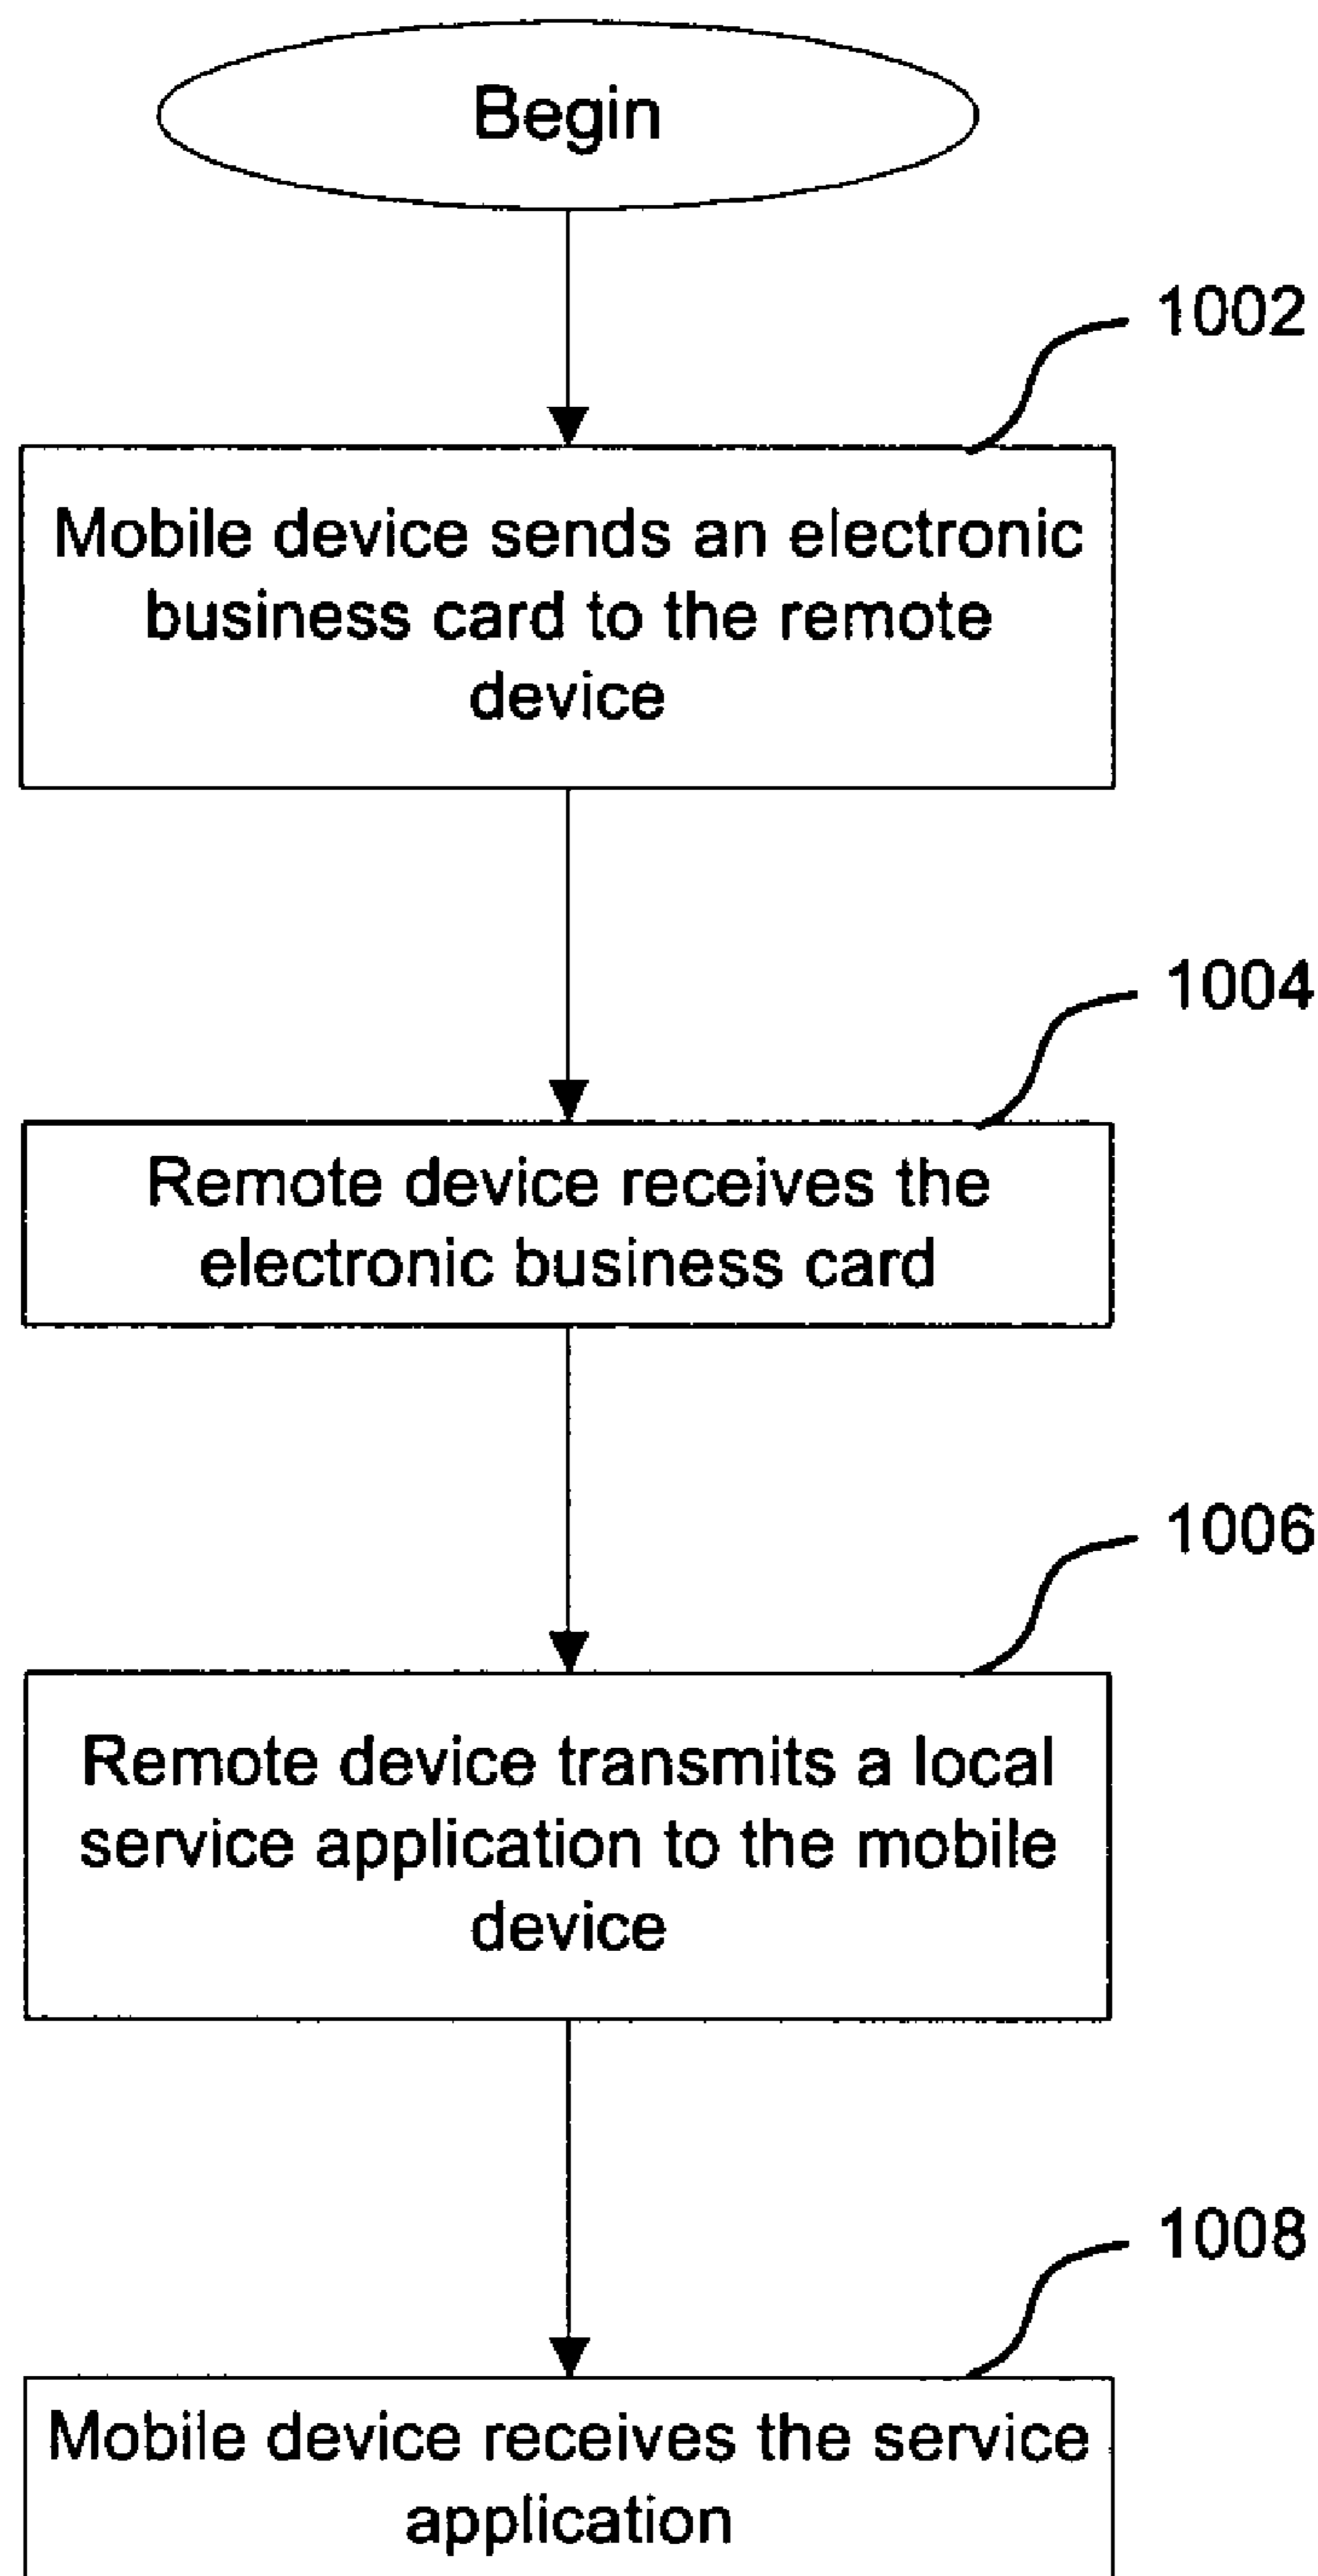 Begin
1002
Mobile device sends an electronic
business card to the remote
device
1004
Remote device receives the
electronic business card
1006
Remote device transmits a local
service application to the mobile
device
1008
Mobile device receives the service
application